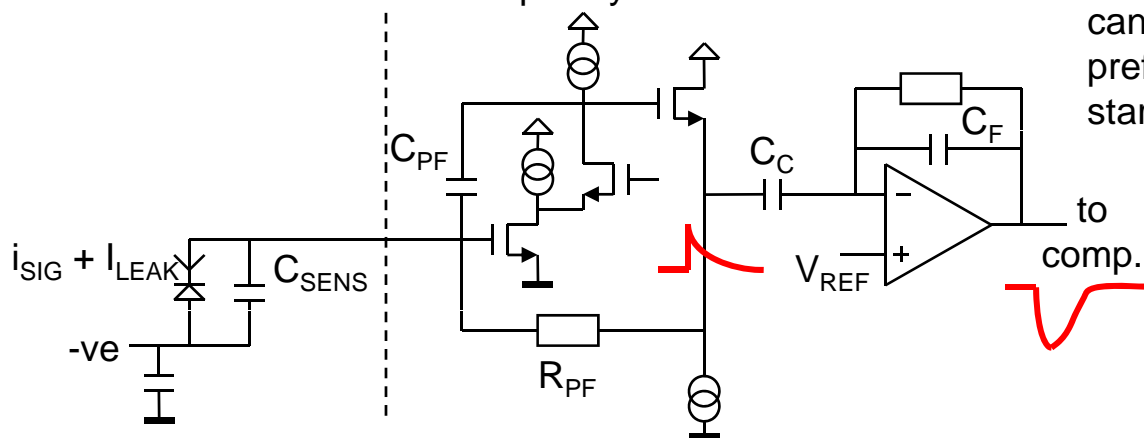 can
pref
star
C_PF
C_C
C_F
i_SIG + I_LEAK
C_SENS
V_REF
−
+
to
comp.
-ve
R_PF